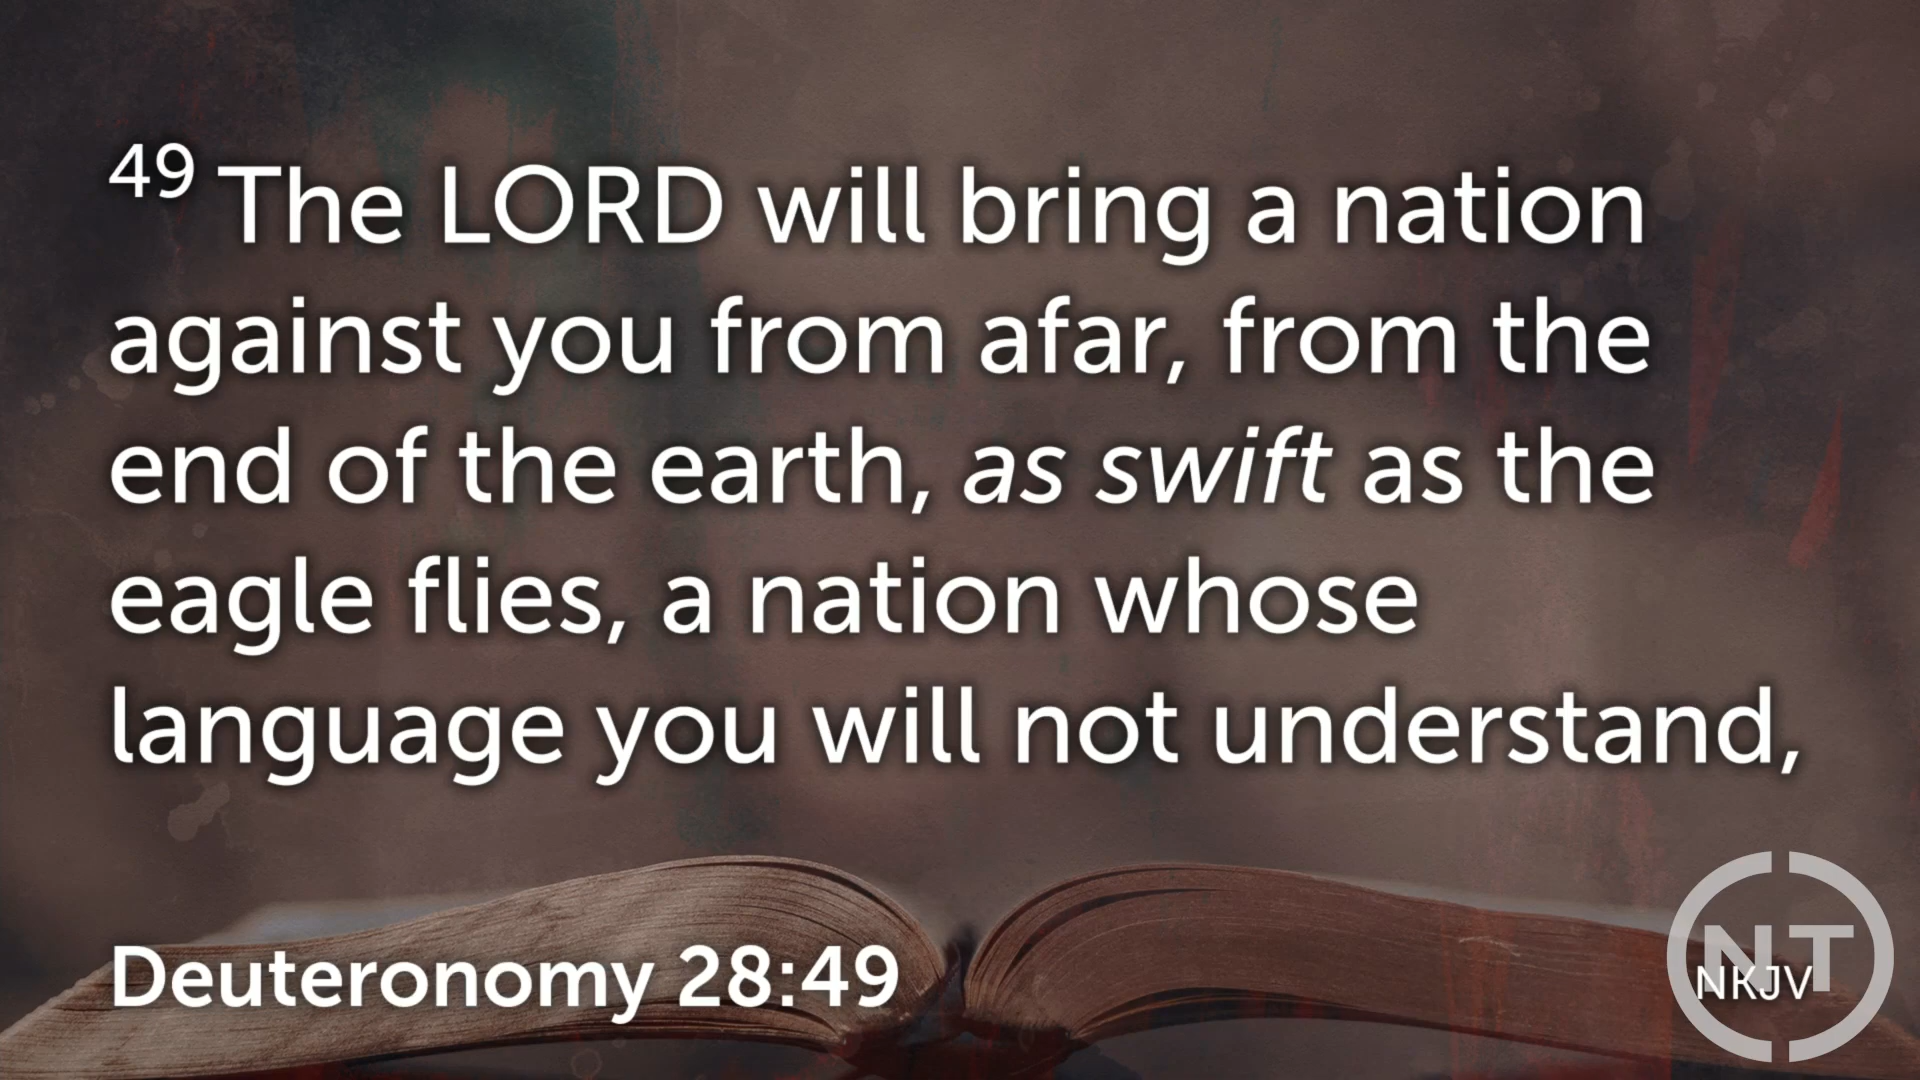 49 The LORD will bring a nation
against you from afar, from the
end of the earth, as swift as the
eagle flies, a nation whose
language you will not understand,
Deuteronomy 28:49
NT
NKJV